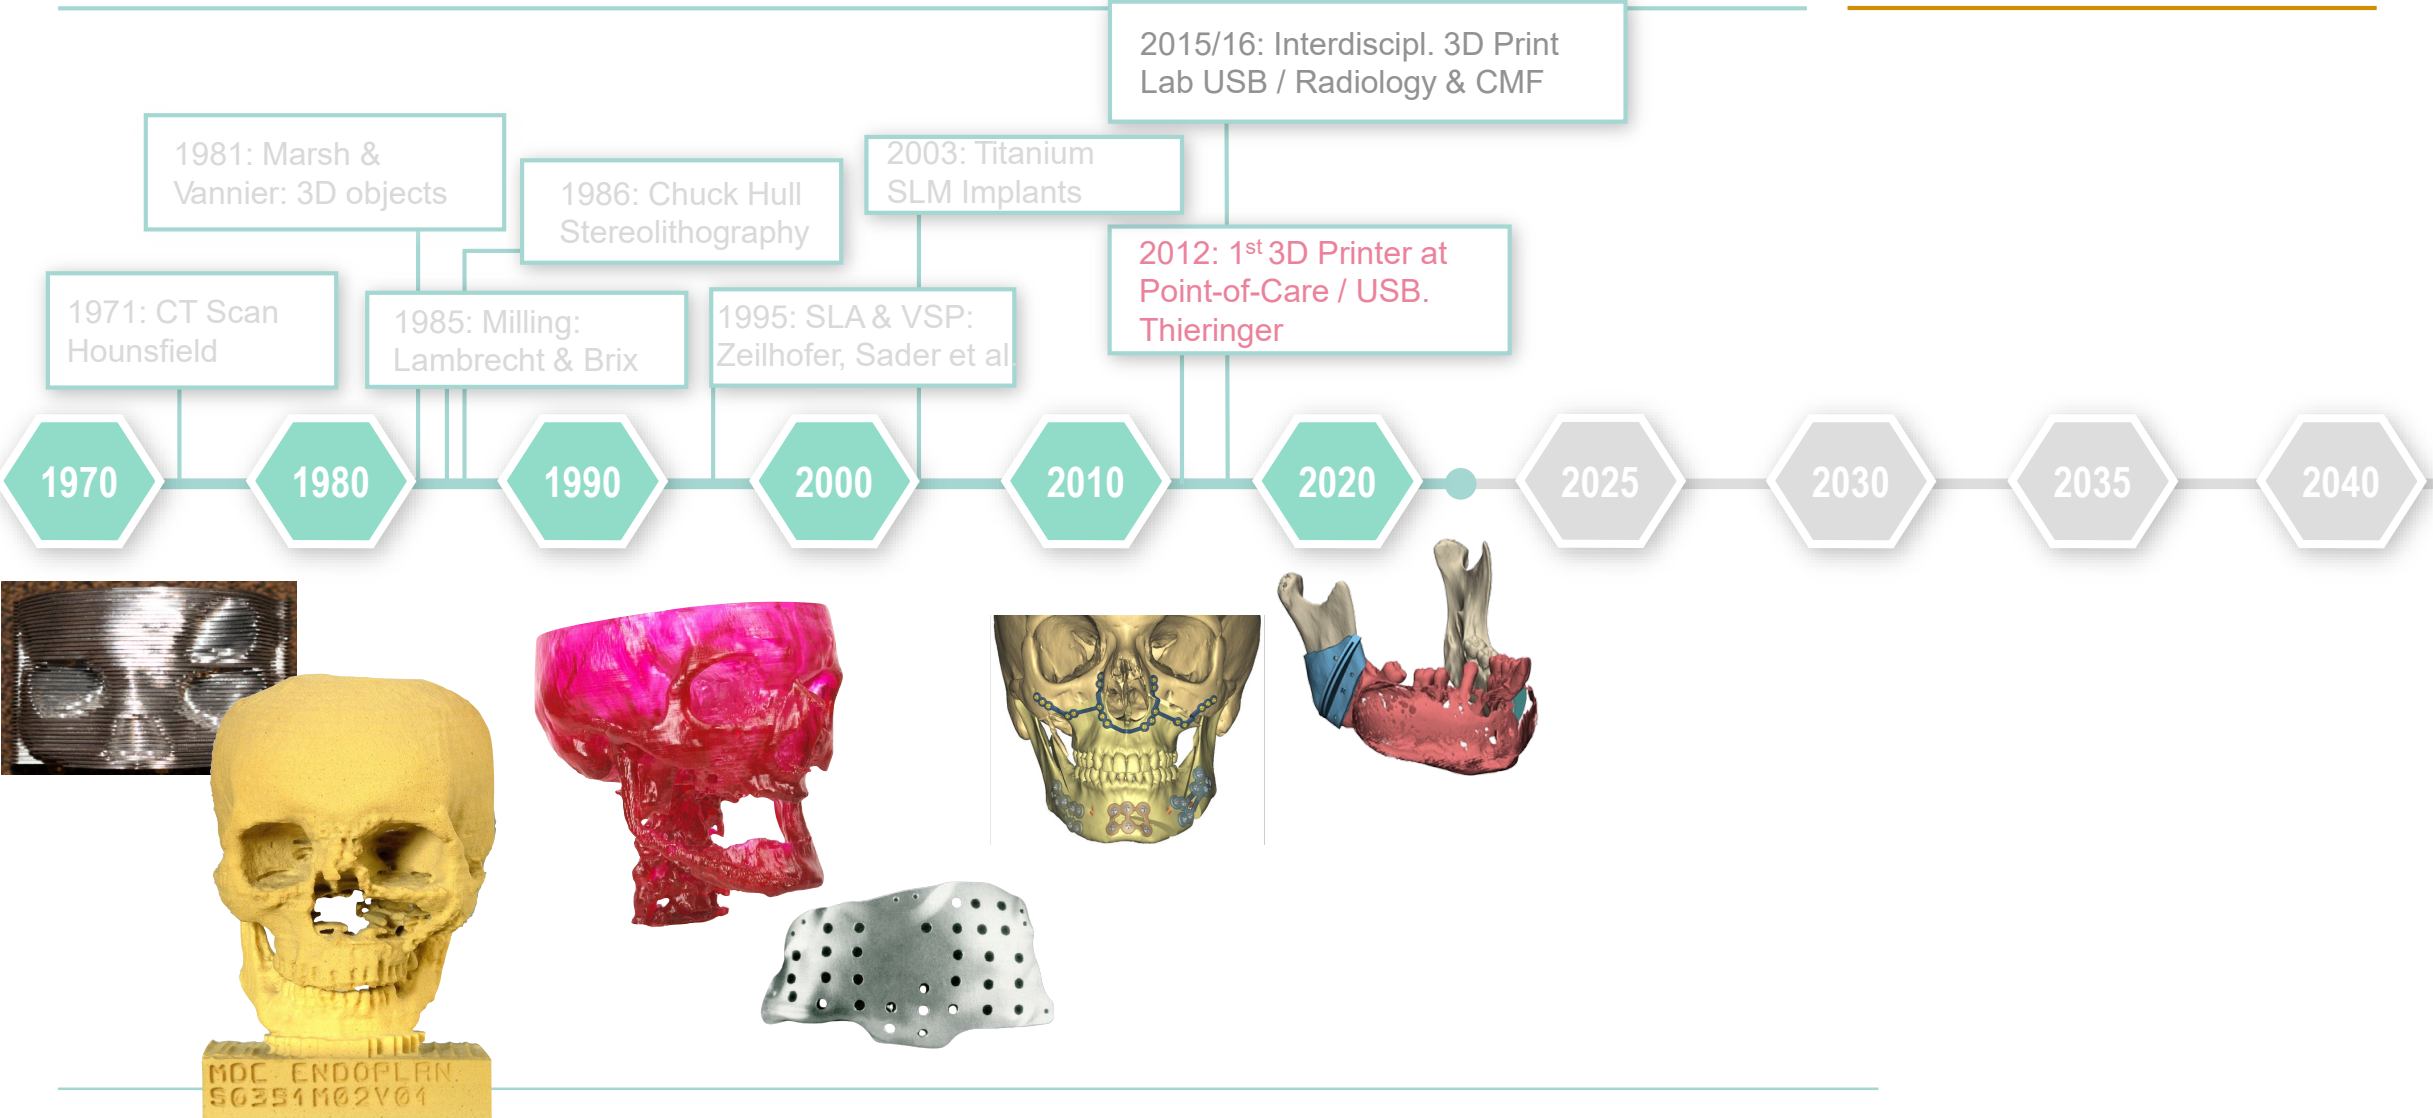 2015/16: Interdiscipl. 3D Print
Lab USB / Radiology & CMF
1981: Marsh &
Vannier: 3D objects
1986: Chuck Hull
Stereolithography
2003: Titanium
SLM Implants
2012: 1st 3D Printer at
Point-of-Care / USB.
Thieringer
1971: CT Scan
Hounsfield
1985: Milling:
Lambrecht & Brix
1995: SLA & VSP:
Zeilhofer, Sader et al.
1970
1980
1990
2000
2010
2020
2025
2030
2035
2040
MDC ENDOPLAN.
S0351M02V01